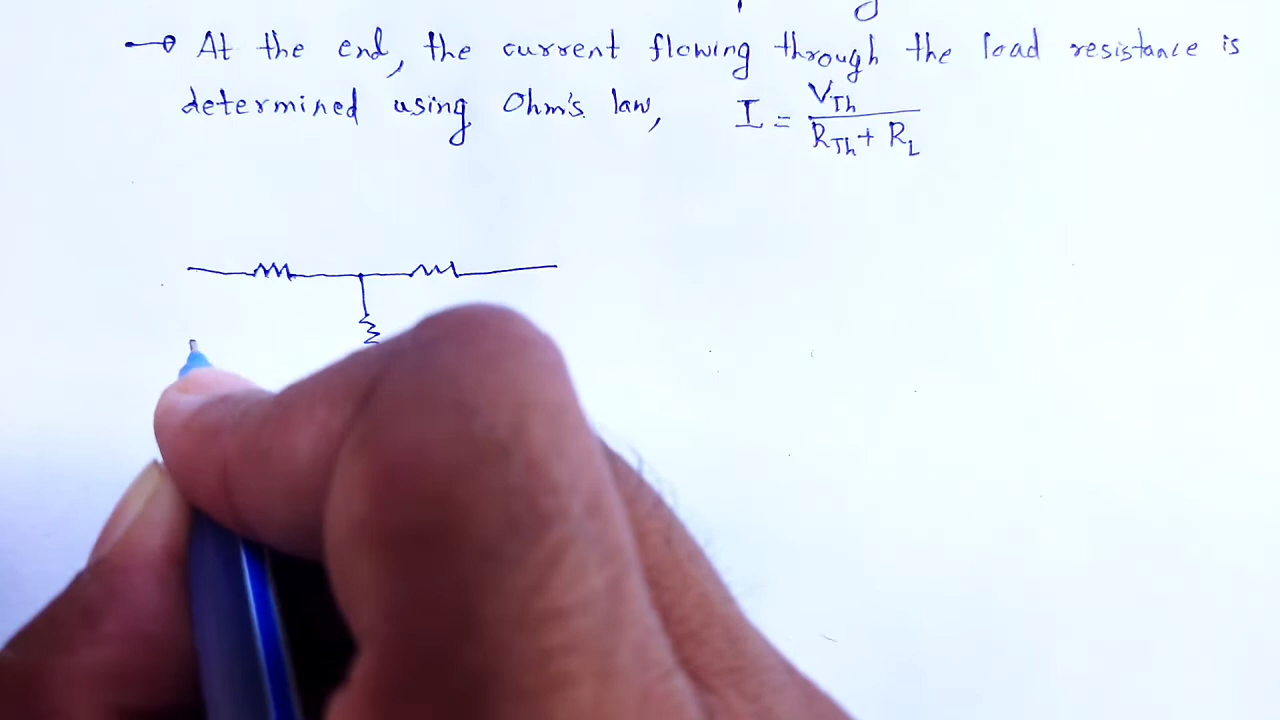 At the end, the current flowing through the load resistance is
determined using Ohm's law, I = V_Th / (R_Th + R_L)